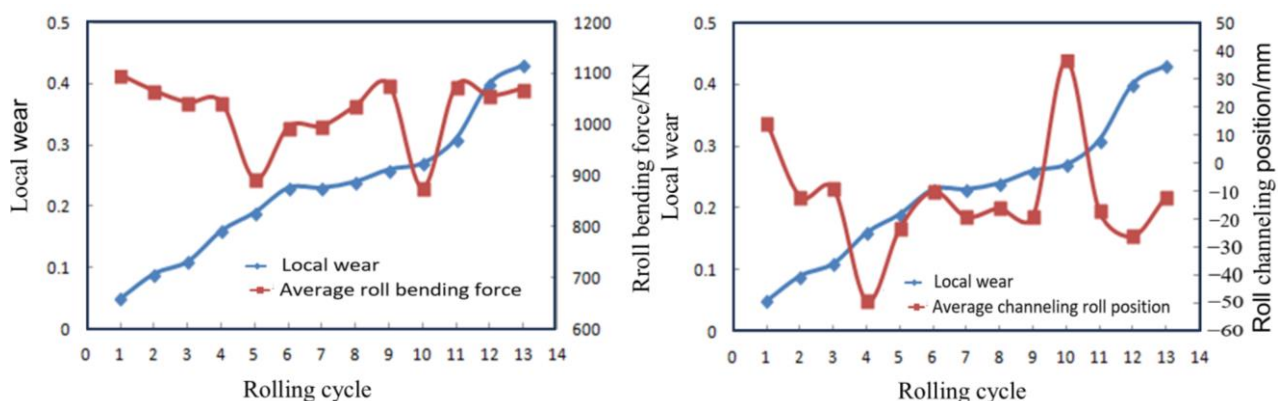 0.5
0.4
0.3
0.2
0.1
0
Local wear
1200
1100
1000
900
800
700
600
Rroll bending force/KN
Local wear
Average roll bending force
0 1 2 3 4 5 6 7 8 9 10 11 12 13 14
Rolling cycle
0.5
0.4
0.3
0.2
0.1
0
Local wear
50
40
30
20
10
0
−10
−20
−30
−40
−50
−60
Roll channeling position/mm
Local wear
Average channeling roll position
0 1 2 3 4 5 6 7 8 9 10 11 12 13 14
Rolling cycle